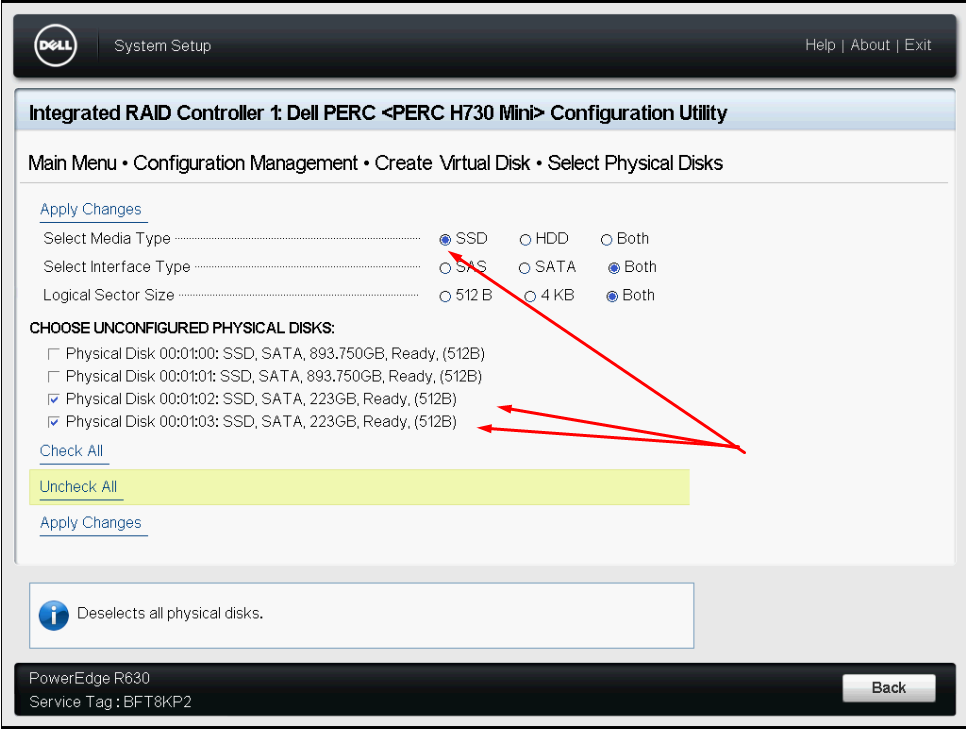 DELL
System Setup
Help | About | Exit
Integrated RAID Controller 1: Dell PERC <PERC H730 Mini> Configuration Utility
Main Menu • Configuration Management • Create Virtual Disk • Select Physical Disks
Apply Changes
Select Media Type SSD HDD Both
Select Interface Type SAS SATA Both
Logical Sector Size 512 B 4 KB Both
CHOOSE UNCONFIGURED PHYSICAL DISKS:
Physical Disk 00:01:00: SSD, SATA, 893.750GB, Ready, (512B)
Physical Disk 00:01:01: SSD, SATA, 893.750GB, Ready, (512B)
Physical Disk 00:01:02: SSD, SATA, 223GB, Ready, (512B)
Physical Disk 00:01:03: SSD, SATA, 223GB, Ready, (512B)
Check All
Uncheck All
Apply Changes
i
Deselects all physical disks.
PowerEdge R630
Service Tag : BFT8KP2
Back